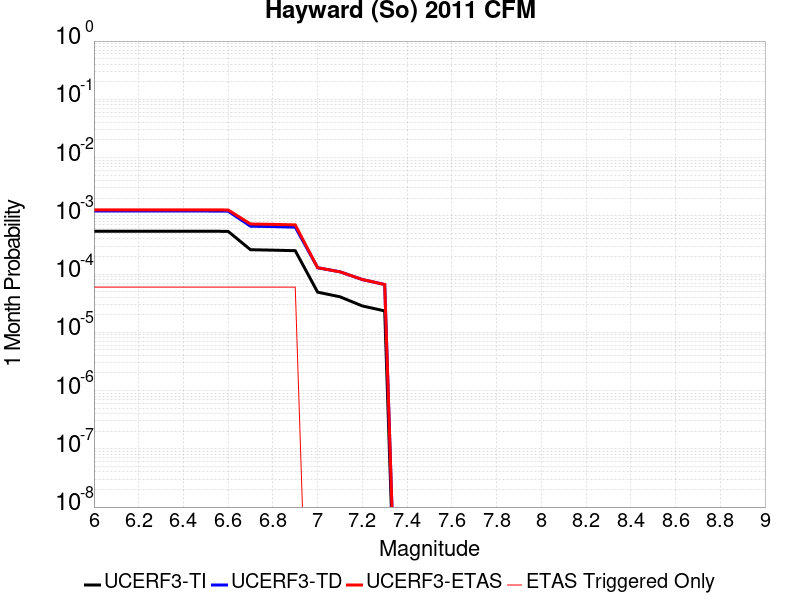 Hayward (So) 2011 CFM
10^0
10^-1
10^-2
10^-3
10^-4
10^-5
10^-6
10^-7
10^-8
1 Month Probability
6 6.2 6.4 6.6 6.8 7 7.2 7.4 7.6 7.8 8 8.2 8.4 8.6 8.8 9
Magnitude
UCERF3-TI UCERF3-TD UCERF3-ETAS ETAS Triggered Only